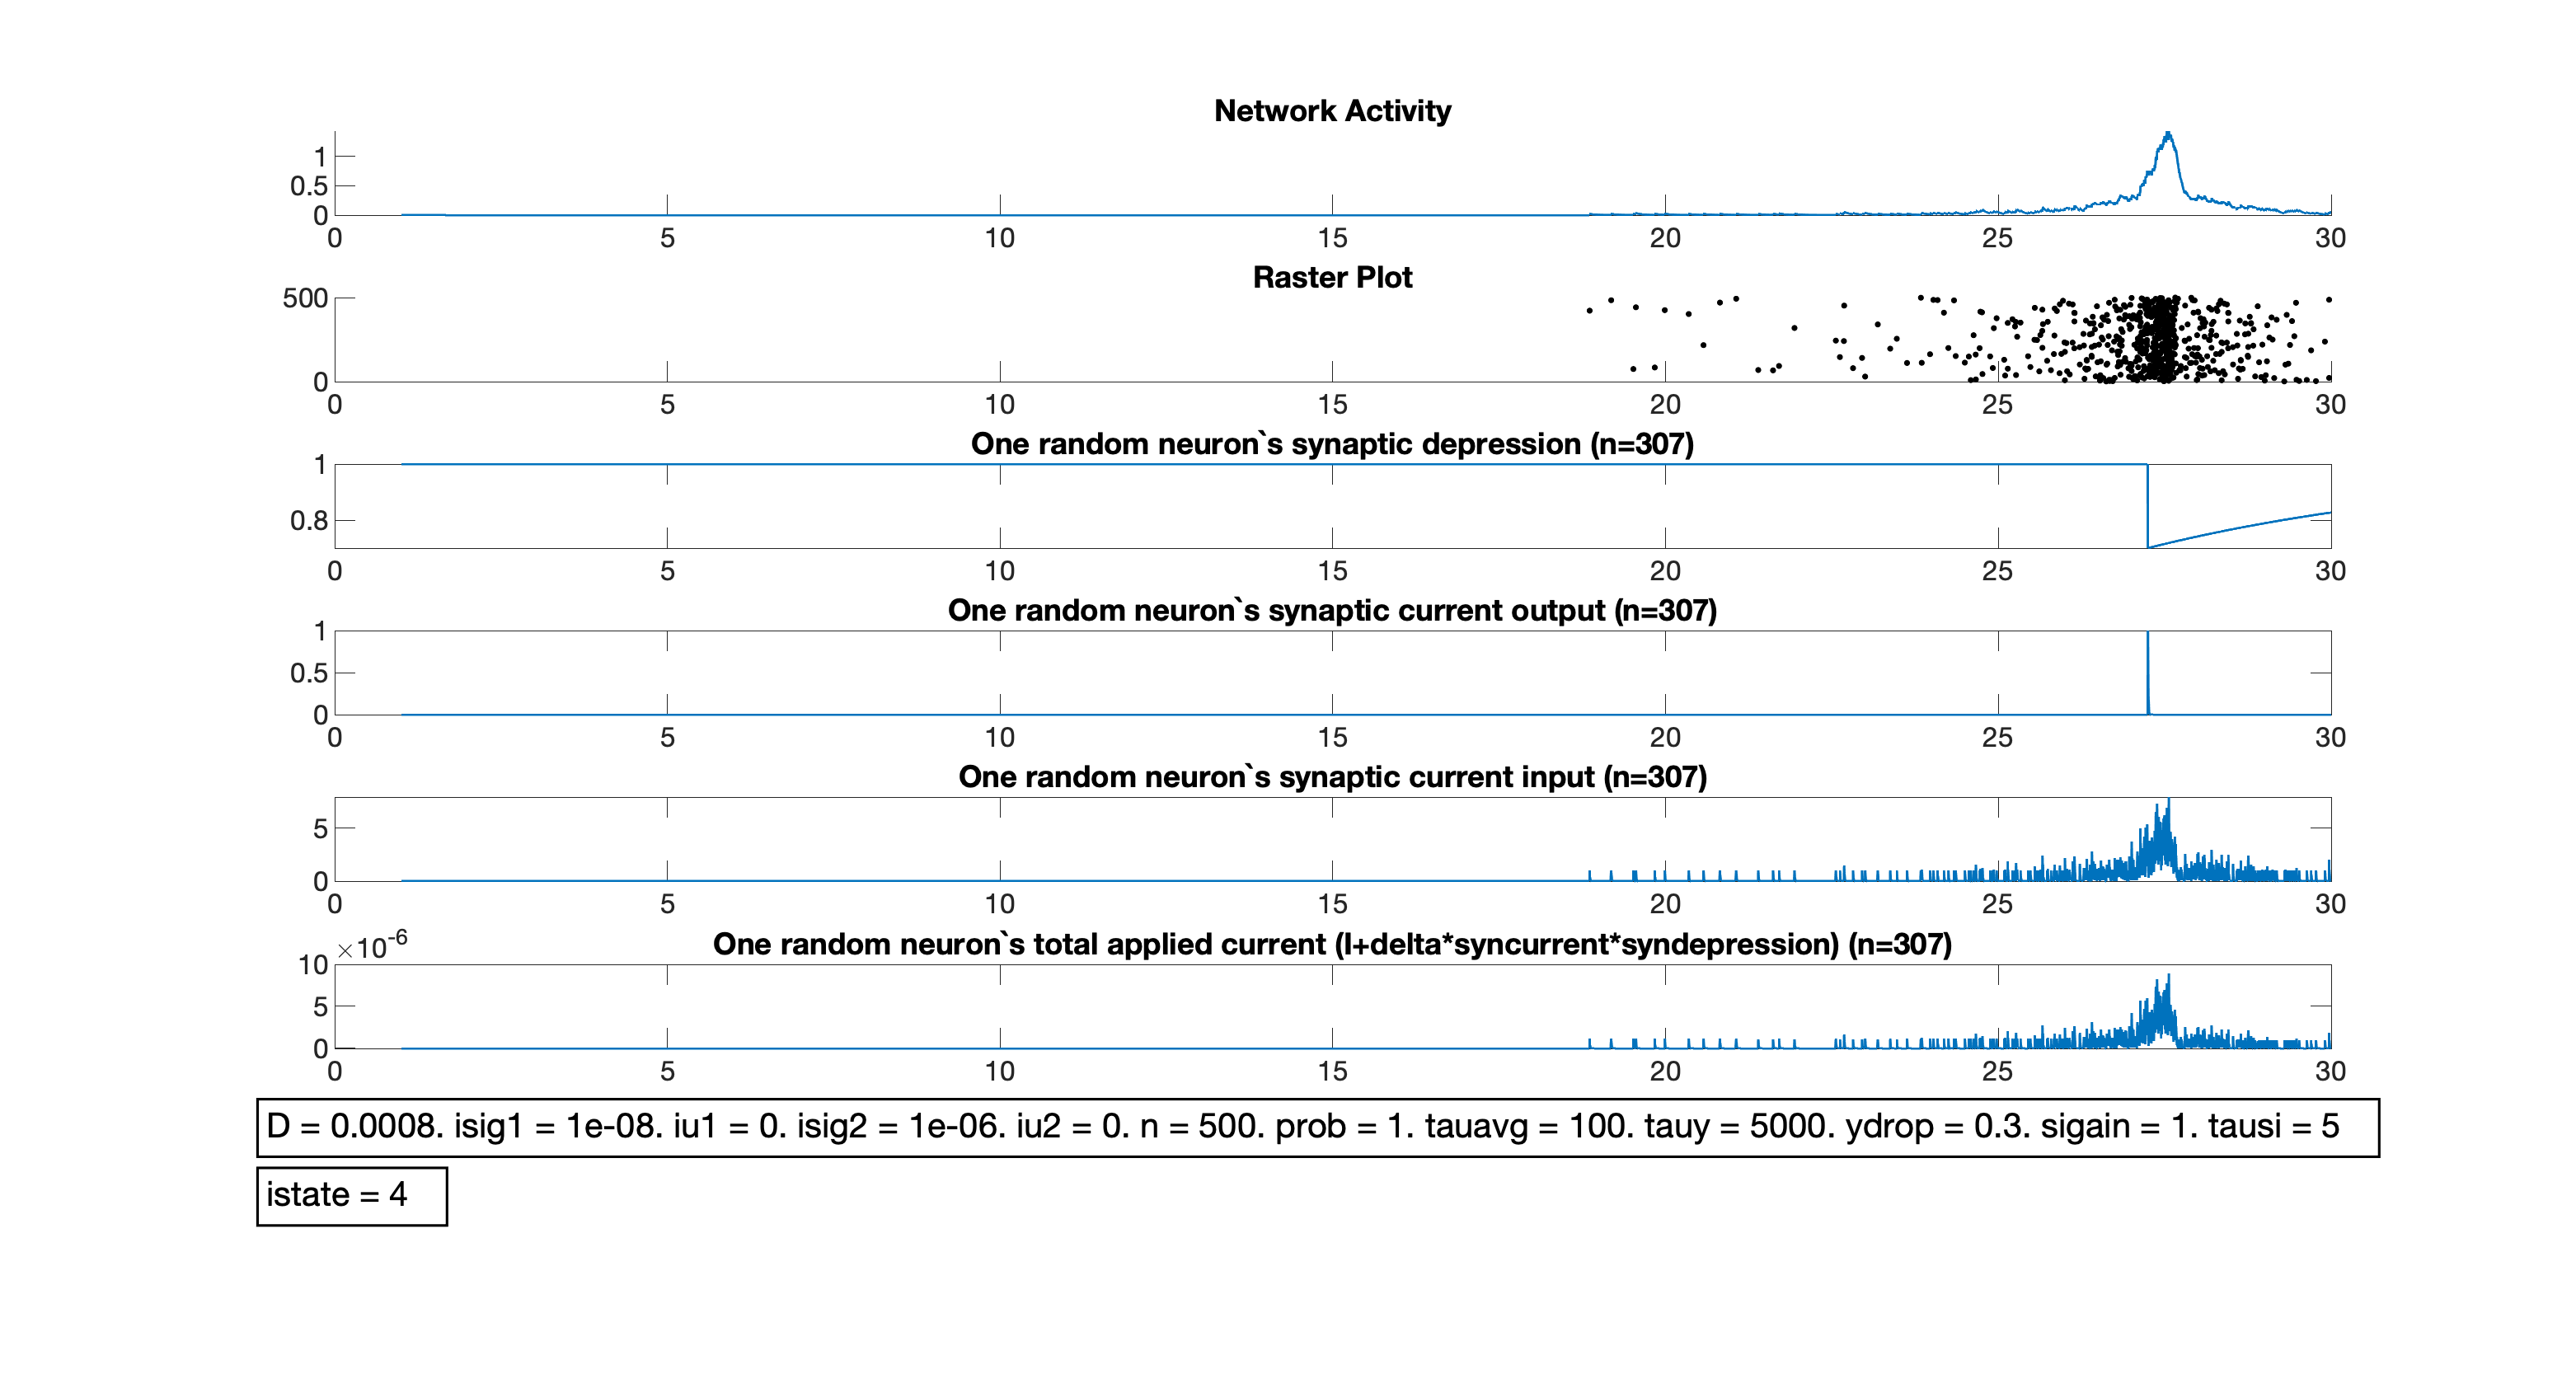 Network Activity
1
0.5
0
0 5 10 15 20 25 30
Raster Plot
500
0
0 5 10 15 20 25 30
One random neuron`s synaptic depression (n=307)
1
0.8
0 5 10 15 20 25 30
One random neuron`s synaptic current output (n=307)
1
0.5
0
0 5 10 15 20 25 30
One random neuron`s synaptic current input (n=307)
5
0
0 5 10 15 20 25 30
×10-6
One random neuron`s total applied current (I+delta*syncurrent*syndepression) (n=307)
10
5
0
0 5 10 15 20 25 30
D = 0.0008. isig1 = 1e-08. iu1 = 0. isig2 = 1e-06. iu2 = 0. n = 500. prob = 1. tauavg = 100. tauy = 5000. ydrop = 0.3. sigain = 1. tausi = 5
istate = 4